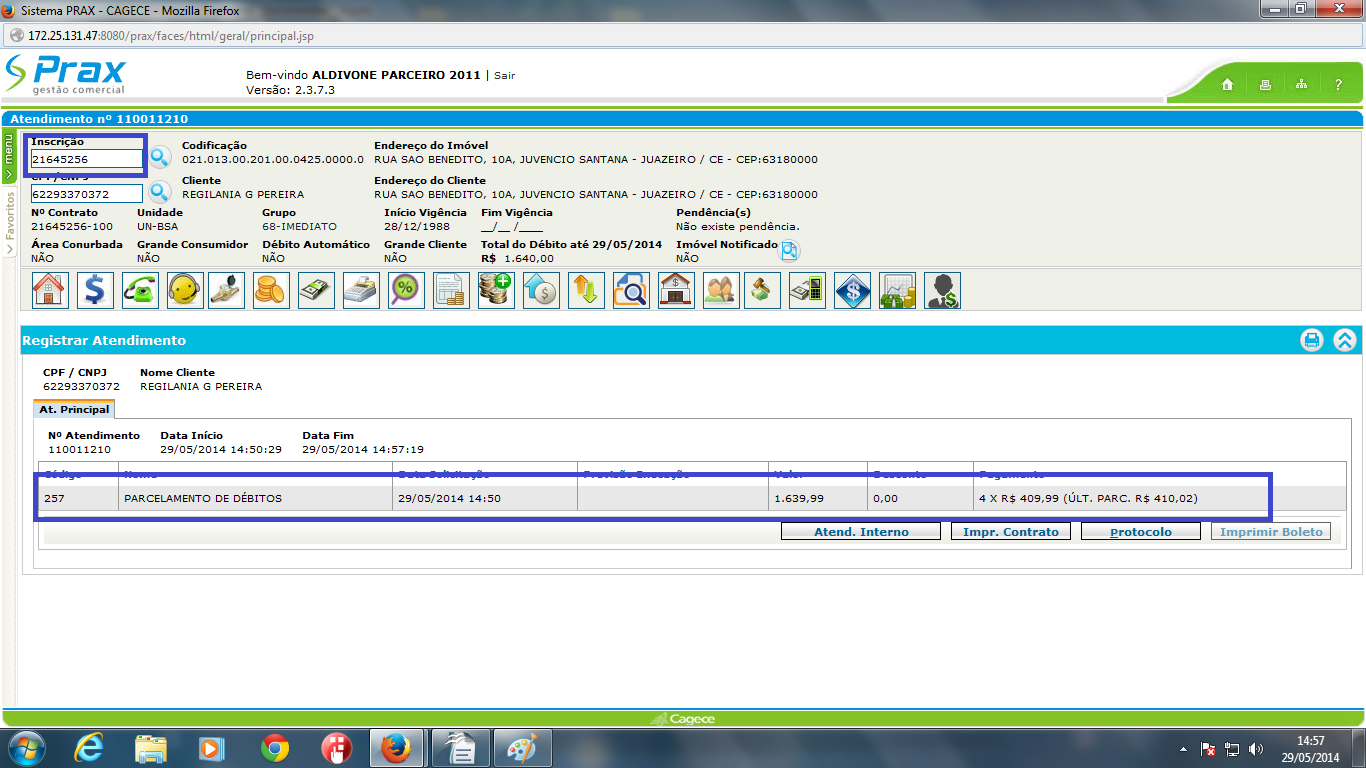 Sistema PRAX - CAGECE - Mozilla Firefox
172.25.131.47:8080/prax/faces/html/geral/principal.jsp
Prax
gestão comercial
Bem-vindo ALDIVONE PARCEIRO 2011 | Sair
Versão: 2.3.7.3
?
Atendimento nº 110011210
menu
Favoritos
Inscrição
21645256
Codificação
021.013.00.201.00.0425.0000.0
Endereço do Imóvel
RUA SAO BENEDITO, 10A, JUVENCIO SANTANA - JUAZEIRO / CE - CEP:63180000
CPF/CNPJ
62293370372
Cliente
REGILANIA G PEREIRA
Endereço do Cliente
RUA SAO BENEDITO, 10A, JUVENCIO SANTANA - JUAZEIRO / CE - CEP:63180000
Nº Contrato Unidade Grupo Início Vigência Fim Vigência Pendência(s)
21645256-100 UN-BSA 68-IMEDIATO 28/12/1988 __/__ /____ Não existe pendência.
Área Conurbada Grande Consumidor Débito Automático Grande Cliente Total do Débito até 29/05/2014 Imóvel Notificado
NÃO NÃO NÃO NÃO R$ 1.640,00 NÃO
Registrar Atendimento
CPF / CNPJ Nome Cliente
62293370372 REGILANIA G PEREIRA
At. Principal
Nº Atendimento Data Início Data Fim
110011210 29/05/2014 14:50:29 29/05/2014 14:57:19
Código Nome Data Solicitação Provisão Execução Valor Desconto Pagamento
257 PARCELAMENTO DE DÉBITOS 29/05/2014 14:50 1.639,99 0,00 4 X R$ 409,99 (ÚLT. PARC. R$ 410,02)
Atend. Interno Impr. Contrato Protocolo Imprimir Boleto
Cagece
14:57
29/05/2014